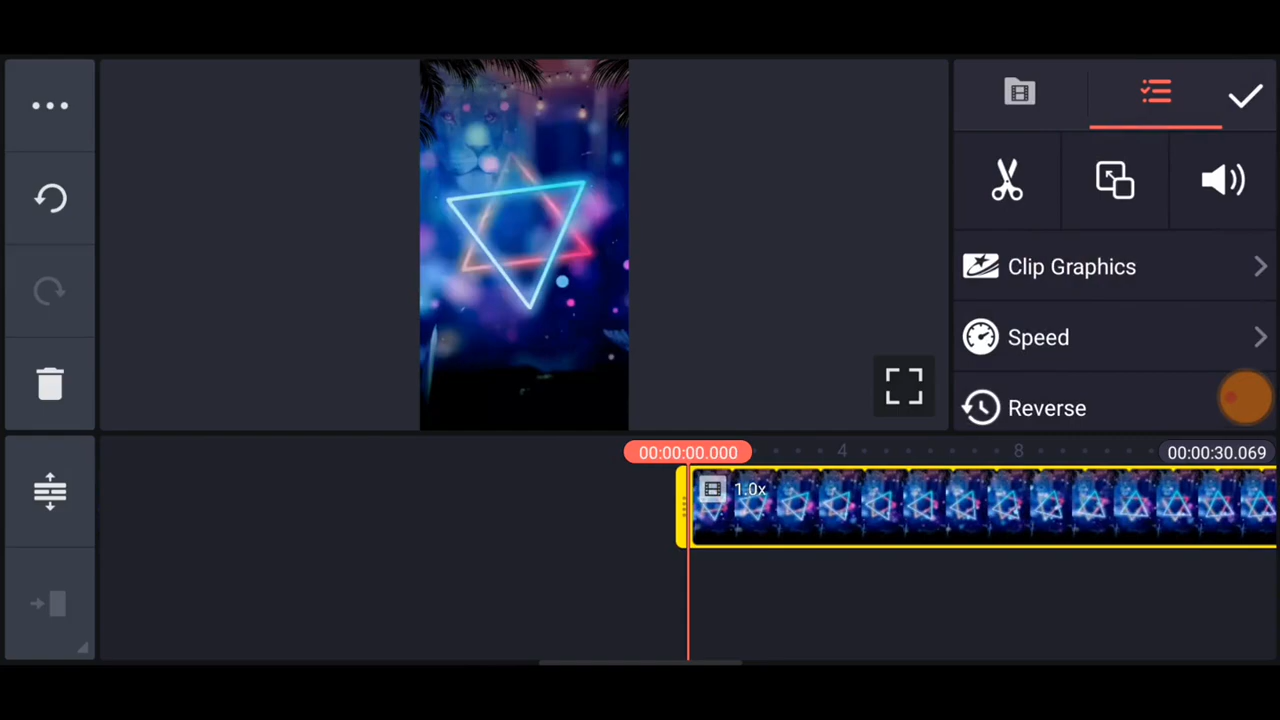 Clip Graphics
Speed
Reverse
00:00:00.000
4
8
00:00:30.069
1.0x